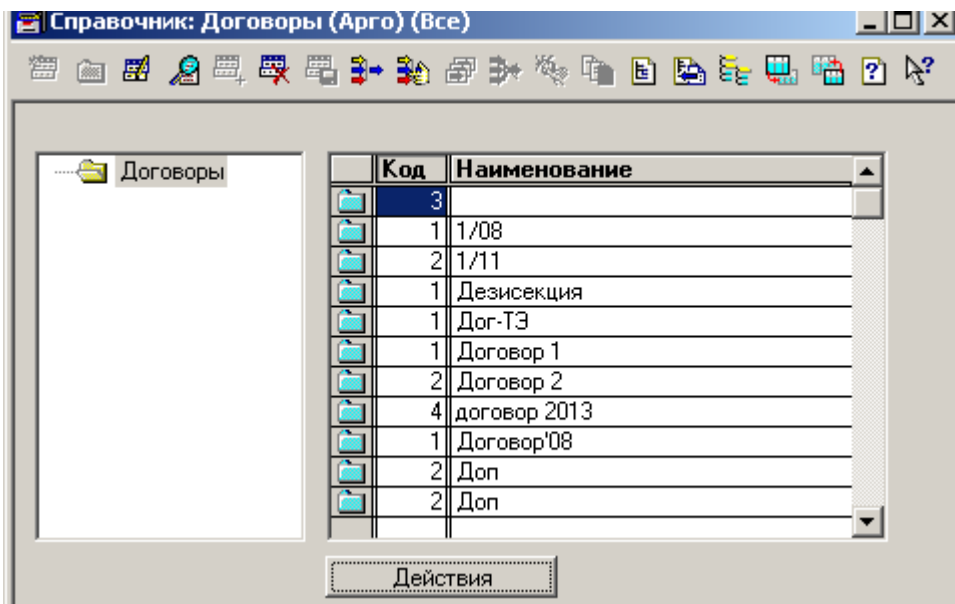 Справочник: Договоры (Арго) (Все)
Договоры
Код Наименование
3
1 1/08
2 1/11
1 Дезисекция
1 Дог-ТЭ
1 Договор 1
2 Договор 2
4 договор 2013
1 Договор'08
2 Доп
2 Доп
Действия